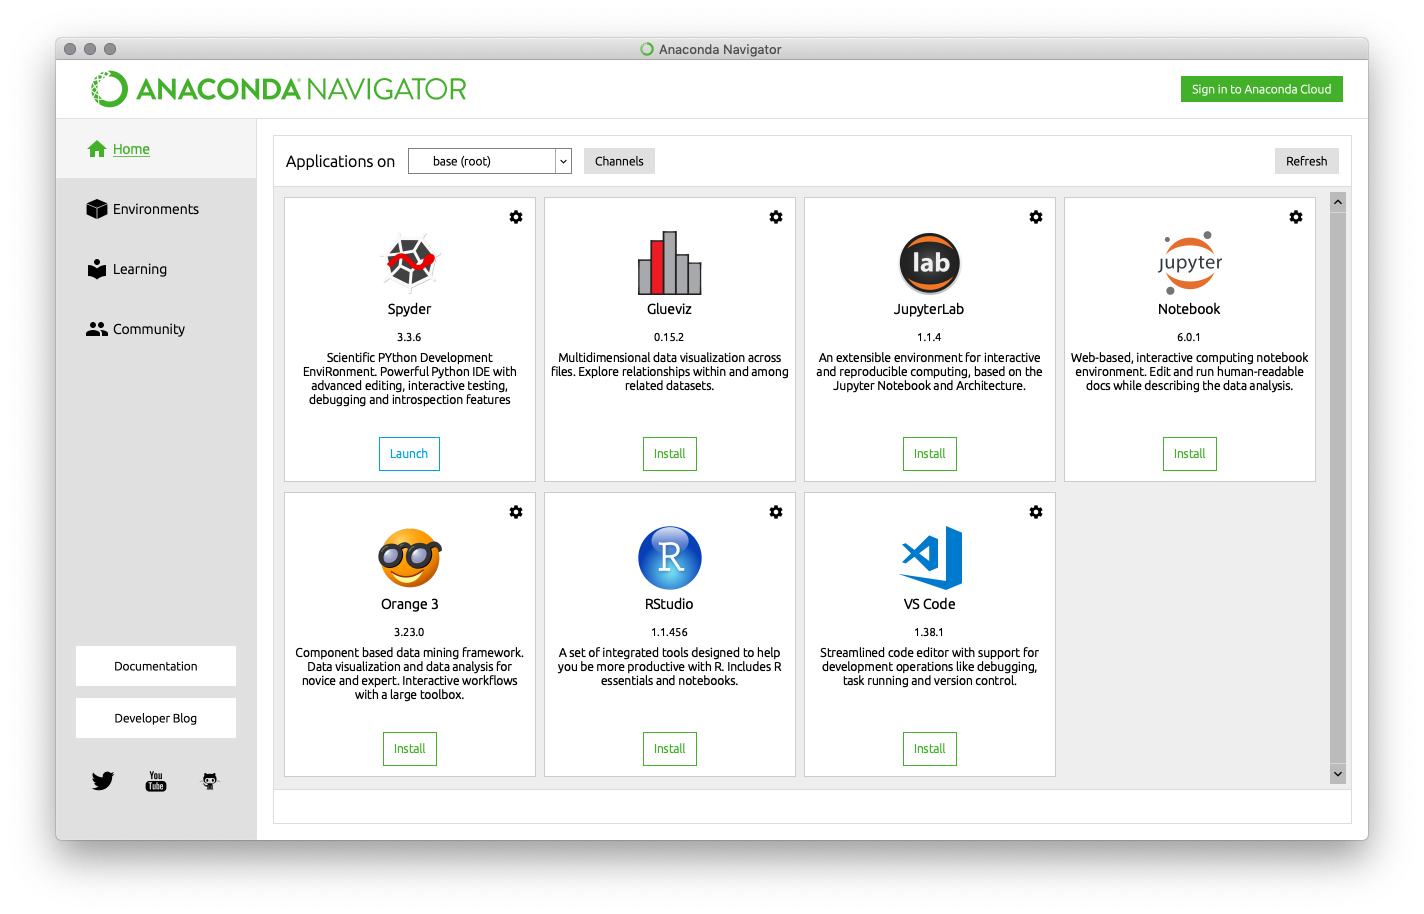 Anaconda Navigator
ANACONDA NAVIGATOR
Sign in to Anaconda Cloud
Home
Environments
Learning
Community
Documentation
Developer Blog
You
Tube
Applications on
base (root)
Channels
Refresh
Spyder
3.3.6
Scientific PYthon Development
EnviRonment. Powerful Python IDE with
advanced editing, interactive testing,
debugging and introspection features
Launch
Glueviz
0.15.2
Multidimensional data visualization across
files. Explore relationships within and among
related datasets.
Install
lab
JupyterLab
1.1.4
An extensible environment for interactive
and reproducible computing, based on the
Jupyter Notebook and Architecture.
Install
jupyter
Notebook
6.0.1
Web-based, interactive computing notebook
environment. Edit and run human-readable
docs while describing the data analysis.
Install
Orange 3
3.23.0
Component based data mining framework.
Data visualization and data analysis for
novice and expert. Interactive workflows
with a large toolbox.
Install
R
RStudio
1.1.456
A set of integrated tools designed to help
you be more productive with R. Includes R
essentials and notebooks.
Install
VS Code
1.38.1
Streamlined code editor with support for
development operations like debugging,
task running and version control.
Install